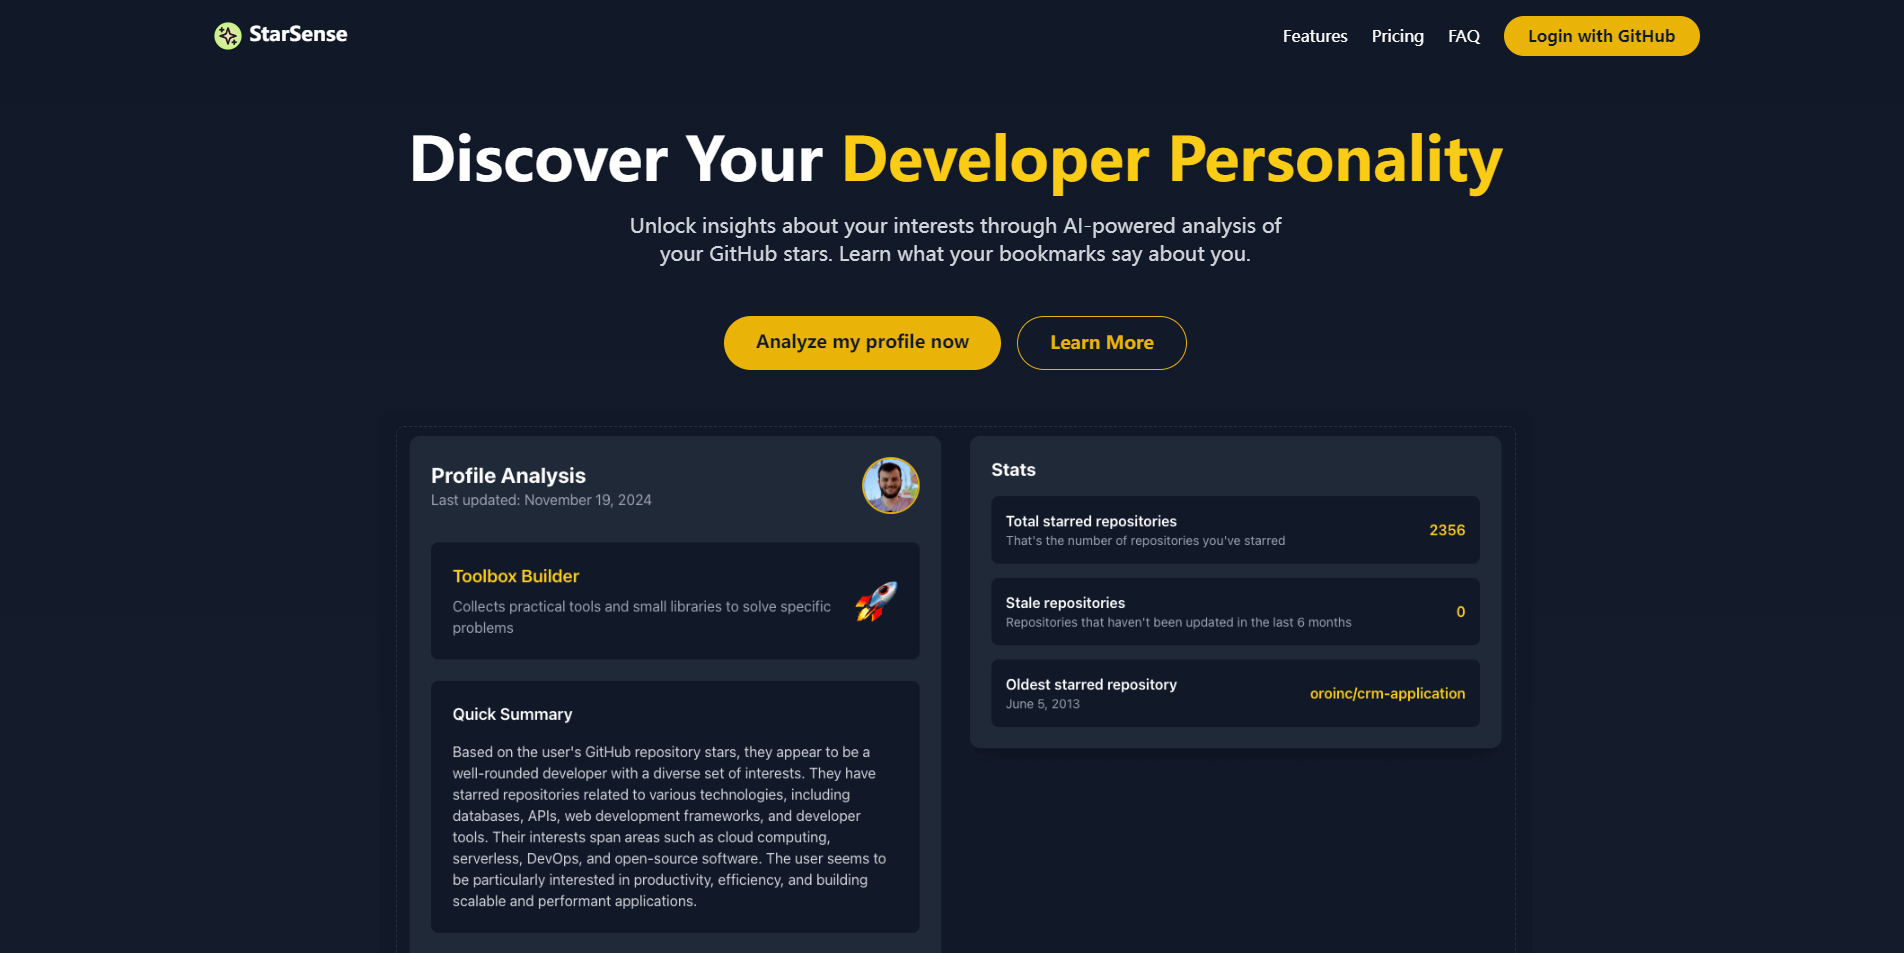 StarSense
Features
Pricing
FAQ
Login with GitHub
Discover Your Developer Personality
Unlock insights about your interests through AI-powered analysis of
your GitHub stars. Learn what your bookmarks say about you.
Analyze my profile now
Learn More
Profile Analysis
Last updated: November 19, 2024
Toolbox Builder
Collects practical tools and small libraries to solve specific
problems
Quick Summary
Based on the user's GitHub repository stars, they appear to be a
well-rounded developer with a diverse set of interests. They have
starred repositories related to various technologies, including
databases, APIs, web development frameworks, and developer
tools. Their interests span areas such as cloud computing,
serverless, DevOps, and open-source software. The user seems to
be particularly interested in productivity, efficiency, and building
scalable and performant applications.
Stats
Total starred repositories
That's the number of repositories you've starred
2356
Stale repositories
Repositories that haven't been updated in the last 6 months
0
Oldest starred repository
June 5, 2013
oroinc/crm-application